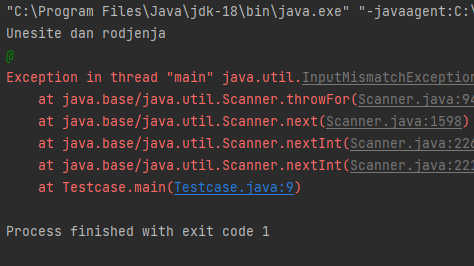 "C:\Program Files\Java\jdk-18\bin\java.exe" "-javaagent:C:\
Unesite dan rodjenja
@
Exception in thread "main" java.util.InputMismatchException
at java.base/java.util.Scanner.throwFor(Scanner.java:94
at java.base/java.util.Scanner.next(Scanner.java:1598)
at java.base/java.util.Scanner.nextInt(Scanner.java:226
at java.base/java.util.Scanner.nextInt(Scanner.java:221
at Testcase.main(Testcase.java:9)
Process finished with exit code 1